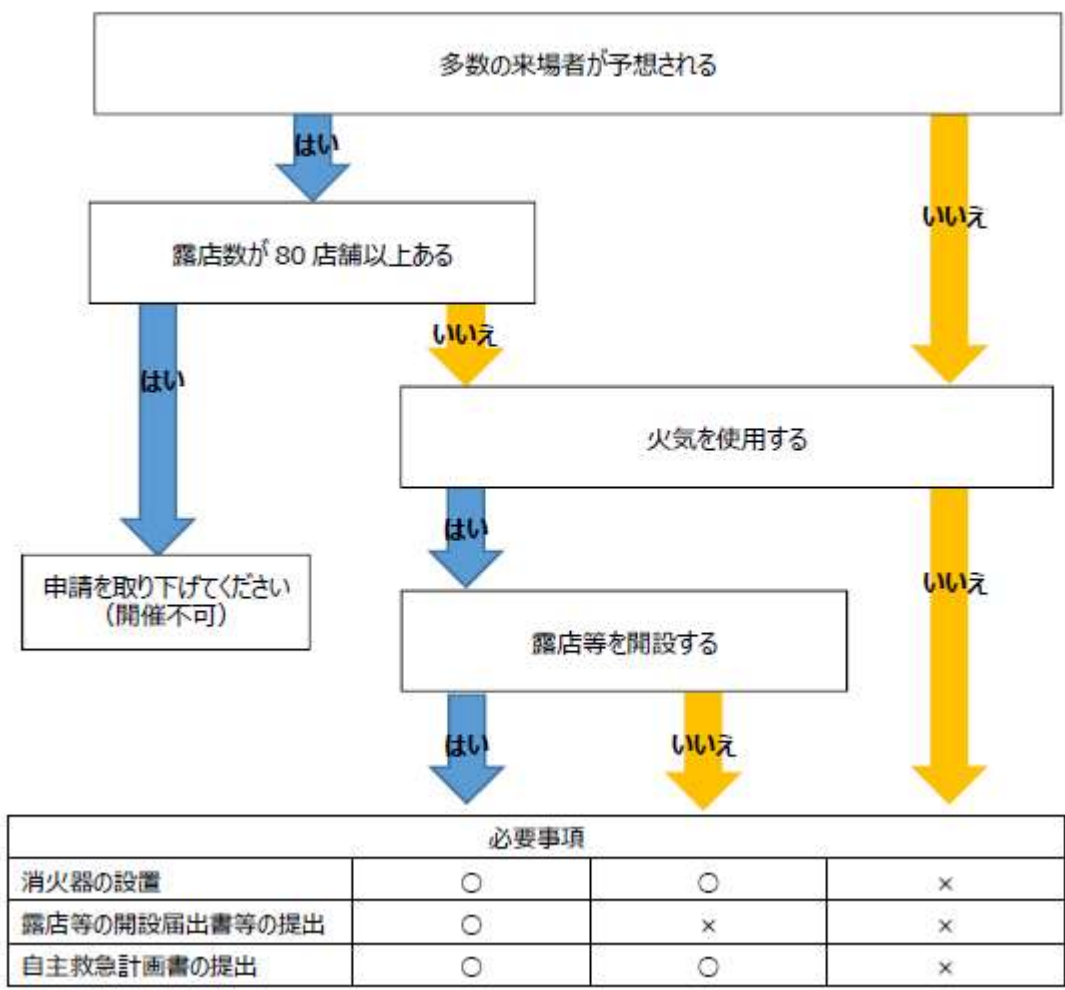 多数の来場者が予想される
はい
いいえ
露店数が 80 店舗以上ある
はい
いいえ
火気を使用する
はい
いいえ
申請を取り下げてください
（開催不可）
露店等を開設する
はい
いいえ
必要事項
消火器の設置 ○ ○ ×
露店等の開設届出書等の提出 ○ × ×
自主救急計画書の提出 ○ ○ ×